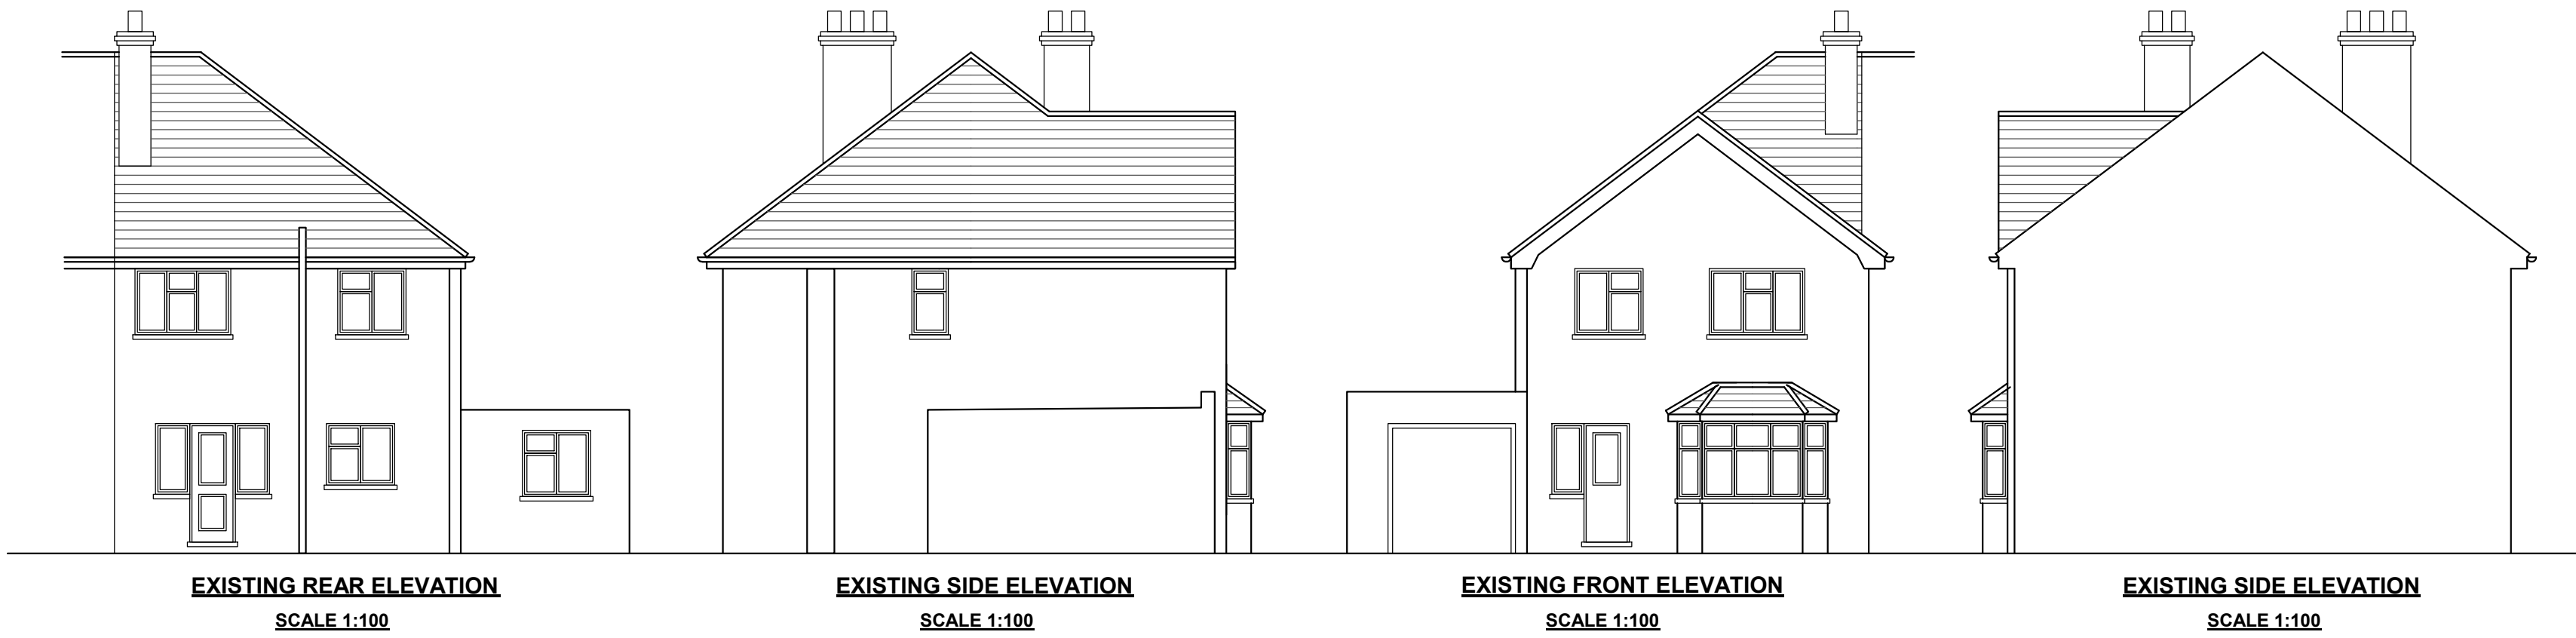 EXISTING REAR ELEVATION
SCALE 1:100
EXISTING SIDE ELEVATION
SCALE 1:100
EXISTING FRONT ELEVATION
SCALE 1:100
EXISTING SIDE ELEVATION
SCALE 1:100